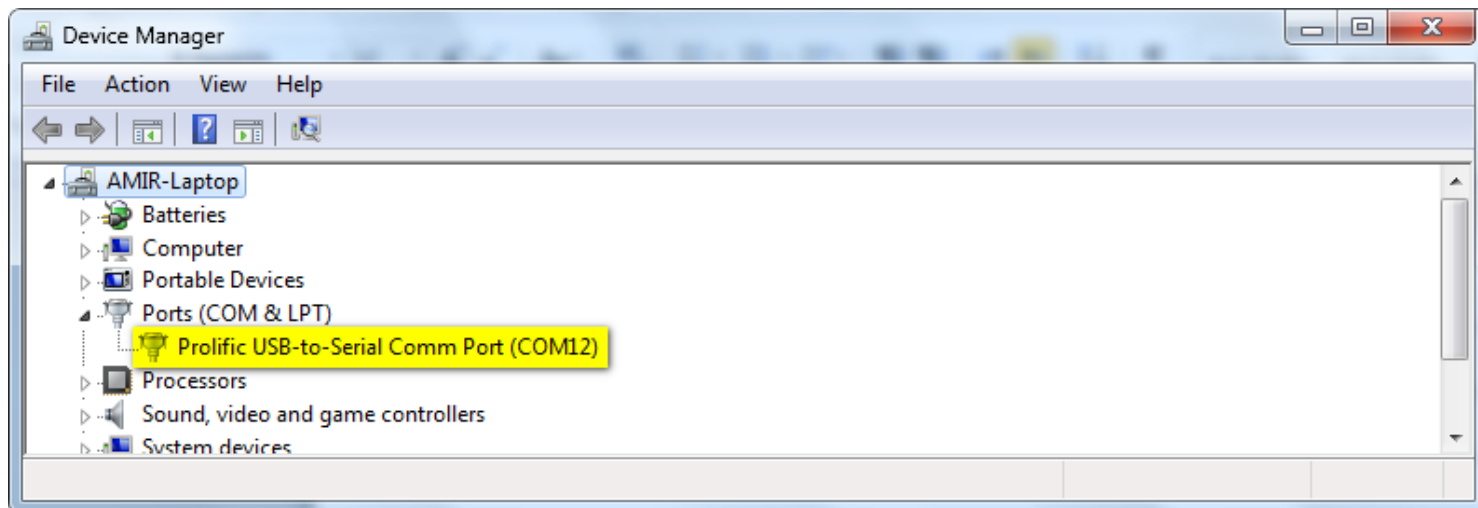 Device Manager
File Action View Help
AMIR-Laptop
Batteries
Computer
Portable Devices
Ports (COM & LPT)
Prolific USB-to-Serial Comm Port (COM12)
Processors
Sound, video and game controllers
System devices